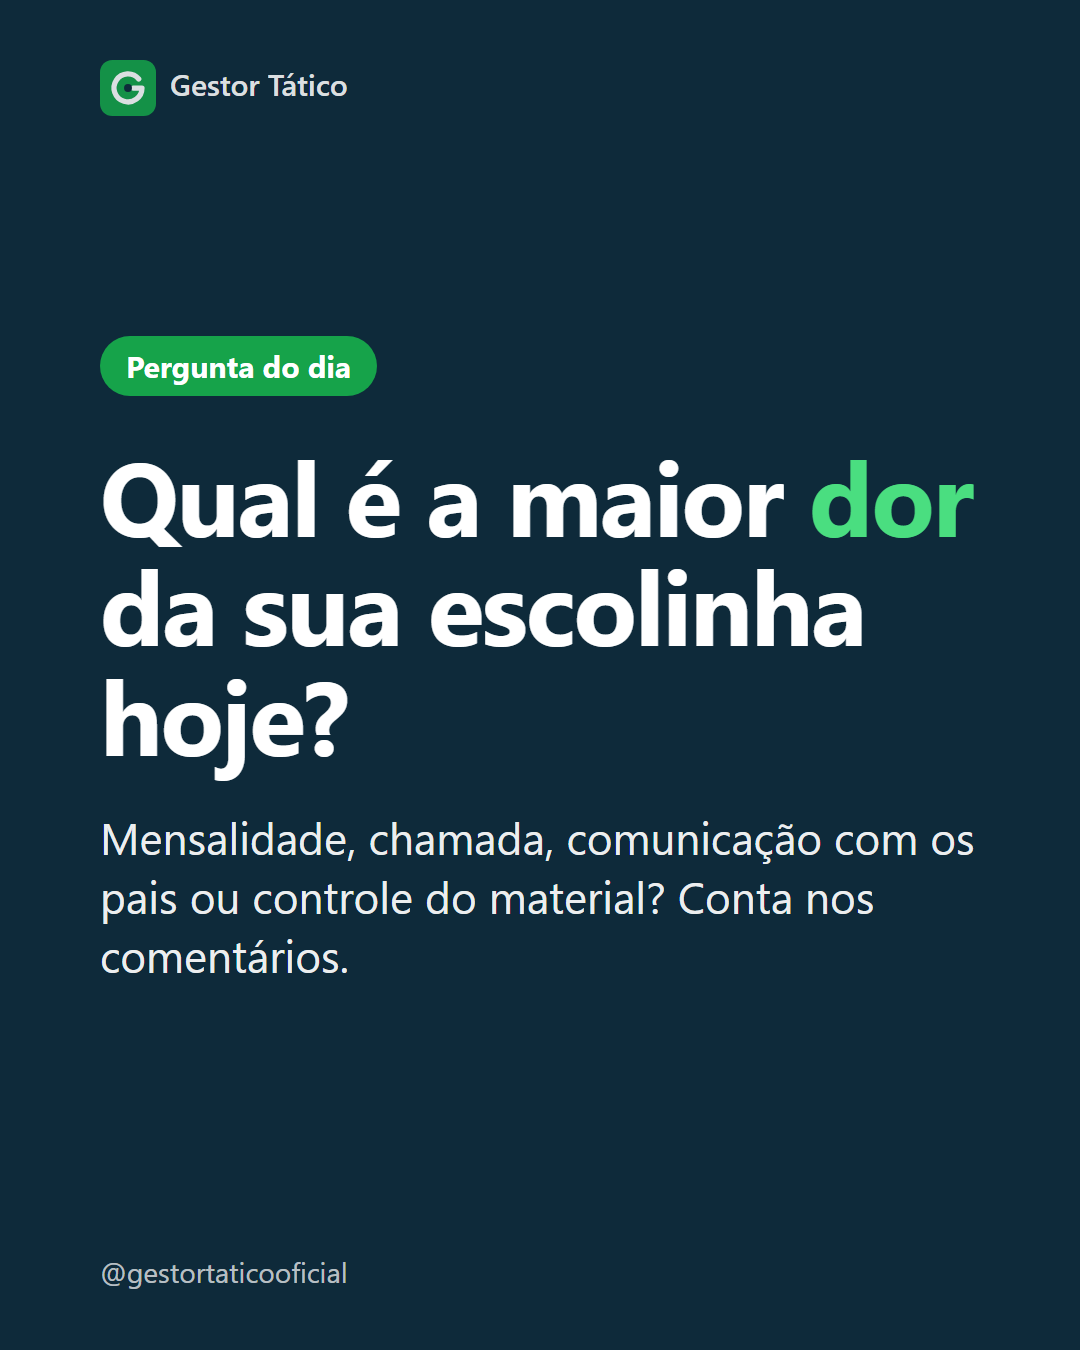 Gestor Tático
Pergunta do dia
Qual é a maior dor
da sua escolinha
hoje?
Mensalidade, chamada, comunicação com os
pais ou controle do material? Conta nos
comentários.
@gestortaticooficial